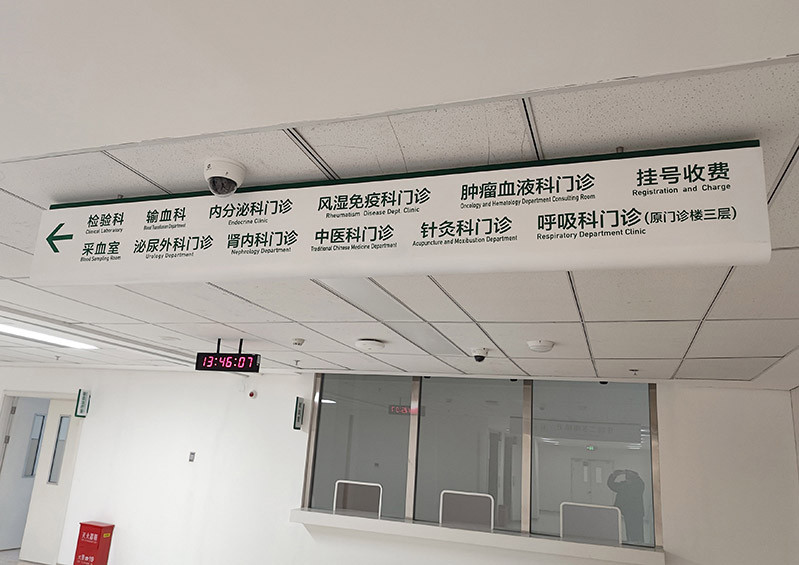 检验科 输血科 内分泌科门诊 风湿免疫科门诊 肿瘤血液科门诊 挂号收费
Clinical Laboratory Blood Transfusion Department Endocrine Clinic Rheumatism Disease Dept. Clinic Oncology and Hematology Department Consulting Room Registration and Charge
采血室 泌尿外科门诊 肾内科门诊 中医科门诊 针灸科门诊 呼吸科门诊(原门诊楼三层)
Blood Sampling Room Urology Department Nephrology Department Traditional Chinese Medicine Department Acupuncture and Moxibustion Department Respiratory Department Clinic
13:46:07